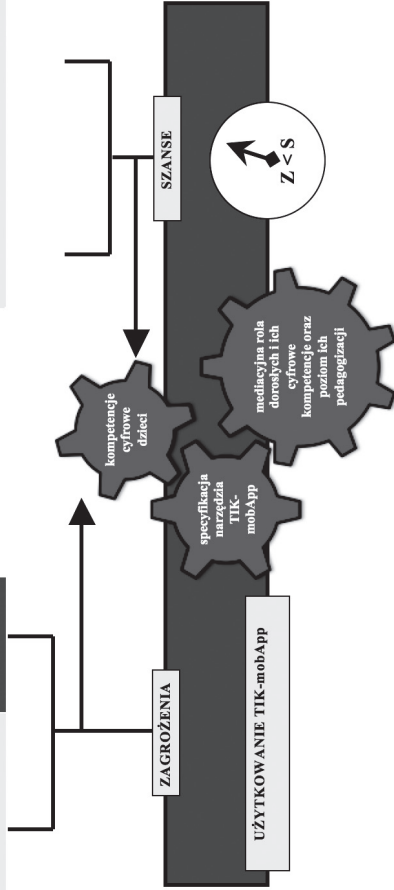 ZAGROŻENIA
SZANSE
kompetencje
cyfrowe
dzieci
specyfikacja
narzędzia
TIK-
mobApp
mediacyjna rola
dorosłych i ich
cyfrowe
kompetencje oraz
poziom ich
pedagogizacji
Z < S
UŻYTKOWANIE TIK-mobApp